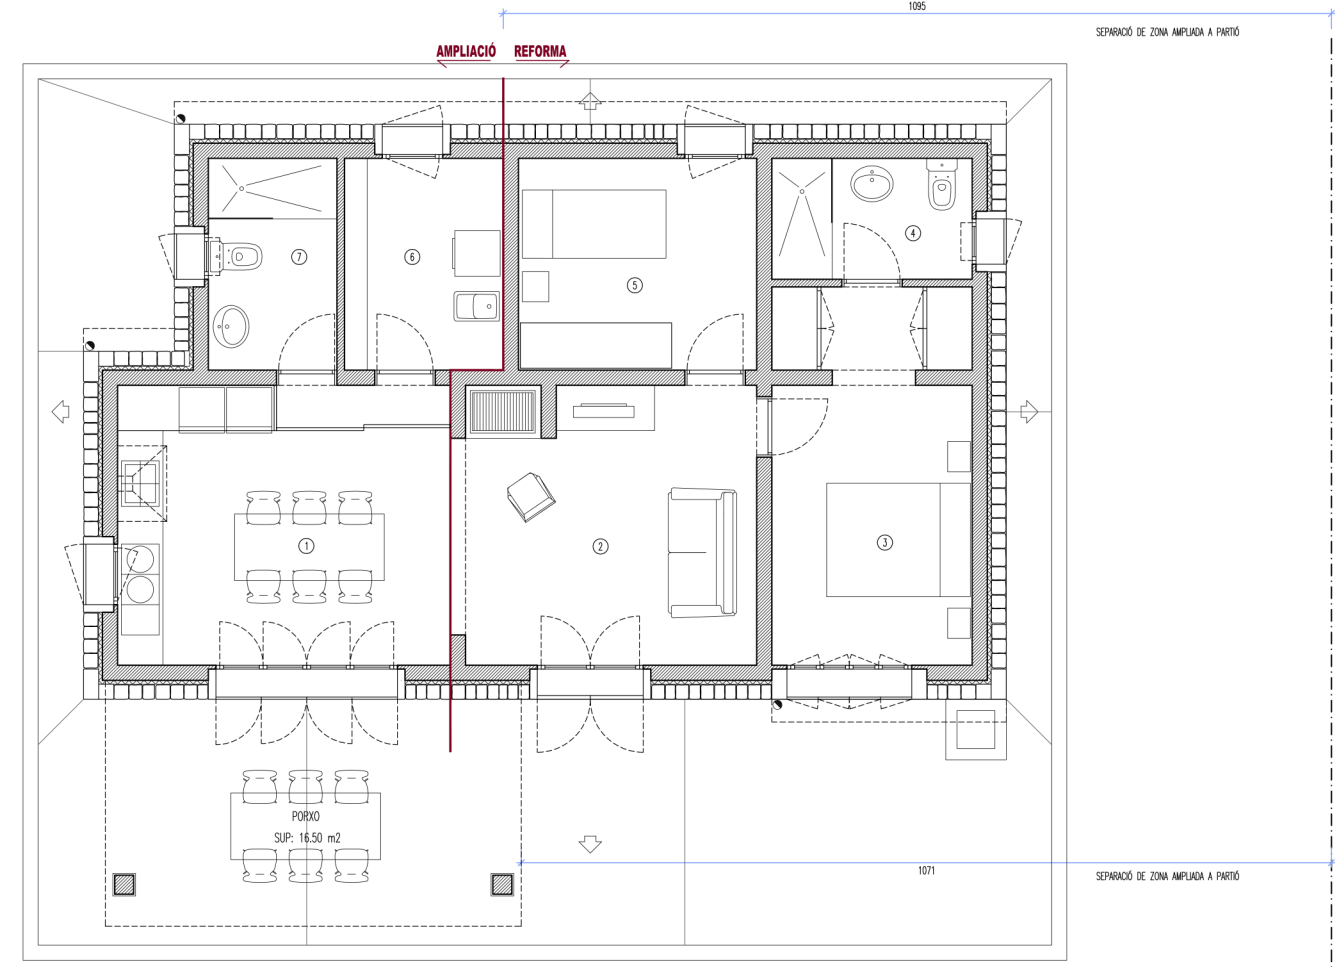 1095
SEPARACIÓ DE ZONA AMPLIADA A PARTIÓ
AMPLIACIÓ REFORMA
4
7
6
5
1
2
3
PORXO
SUP: 16.50 m2
1071
SEPARACIÓ DE ZONA AMPLIADA A PARTIÓ